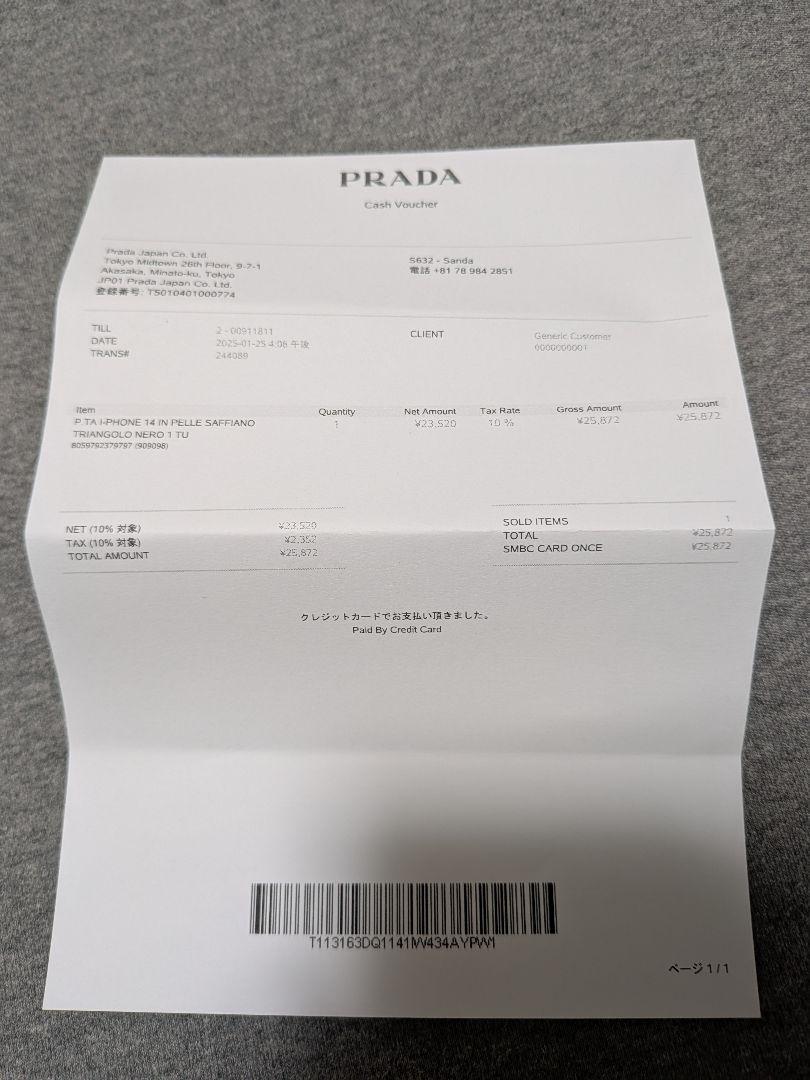 PRADA
Cash Voucher
Prada Japan Co. Ltd.
Tokyo Midtown 26th Floor, 9-7-1
Akasaka, Minato-ku, Tokyo
JP01 Prada Japan Co. Ltd.
登録番号: T5010401000774
S632 - Sanda
電話 +81 78 984 2851
TILL 2 - 00911811
DATE 2025-01-25 4:06 午後
TRANS# 244089
CLIENT Generic Customer
0000000001
Item Quantity Net Amount Tax Rate Gross Amount Amount
P.TA I-PHONE 14 IN PELLE SAFFIANO 1 ¥23,520 10 % ¥25,872 ¥25,872
TRIANGOLO NERO 1 TU
8059792379797 (909098)
NET (10% 対象) ¥23,520
TAX (10% 対象) ¥2,352
TOTAL AMOUNT ¥25,872
SOLD ITEMS 1
TOTAL ¥25,872
SMBC CARD ONCE ¥25,872
クレジットカードでお支払い頂きました。
Paid By Credit Card
T113163DQ1141MV434AYPW1
ページ 1 / 1